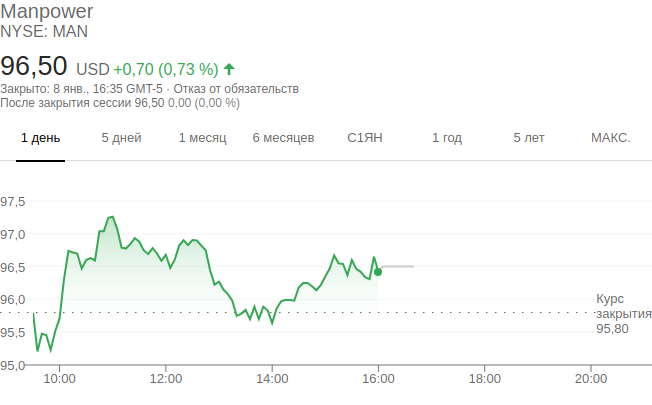 Manpower
NYSE: MAN
96,50 USD +0,70 (0,73 %)
Закрыто: 8 янв., 16:35 GMT-5 · Отказ от обязательств
После закрытия сессии 96,50 0,00 (0,00 %)
1 день 5 дней 1 месяц 6 месяцев С1ЯН 1 год 5 лет МАКС.
97,5
97,0
96,5
96,0
95,5
95,0
Курс
закрытия
95,80
10:00 12:00 14:00 16:00 18:00 20:00